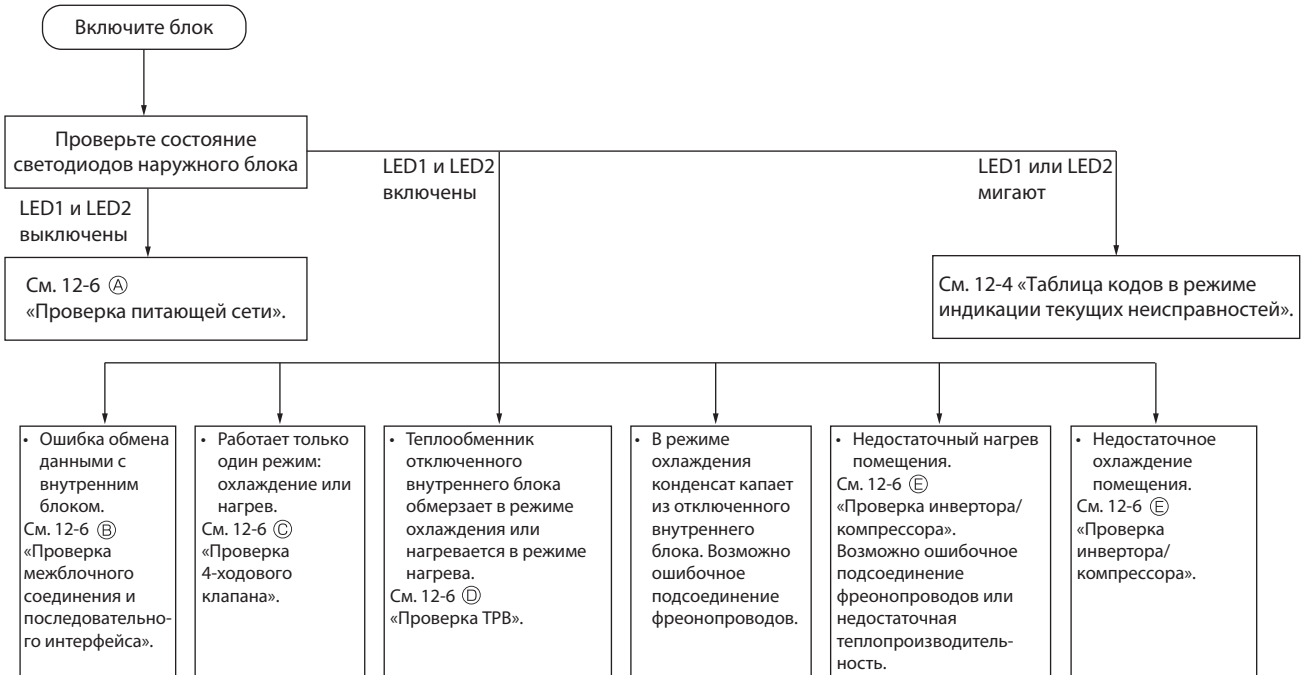 Включите блок
Проверьте состояние
светодиодов наружного блока
LED1 и LED2
включены
LED1 или LED2
мигают
LED1 и LED2
выключены
См. 12-6 Ⓐ
«Проверка питающей сети».
См. 12-4 «Таблица кодов в режиме
индикации текущих неисправностей».
• Ошибка обмена
данными с
внутренним
блоком.
См. 12-6 Ⓑ
«Проверка
межблочного
соединения и
последовательно-
го интерфейса».
• Работает только
один режим:
охлаждение или
нагрев.
См. 12-6 Ⓒ
«Проверка
4-ходового
клапана».
• Теплообменник
отключенного
внутреннего блока
обмерзает в режиме
охлаждения или
нагревается в режиме
нагрева.
См. 12-6 Ⓓ
«Проверка ТРВ».
• В режиме
охлаждения
конденсат капает
из отключенного
внутреннего
блока. Возможно
ошибочное
подсоединение
фреонопроводов.
• Недостаточный нагрев
помещения.
См. 12-6 Ⓔ
«Проверка инвертора/
компрессора».
Возможно ошибочное
подсоединение
фреонопроводов или
недостаточная
теплопроизводитель-
ность.
• Недостаточное
охлаждение
помещения.
См. 12-6 Ⓔ
«Проверка
инвертора/
компрессора».